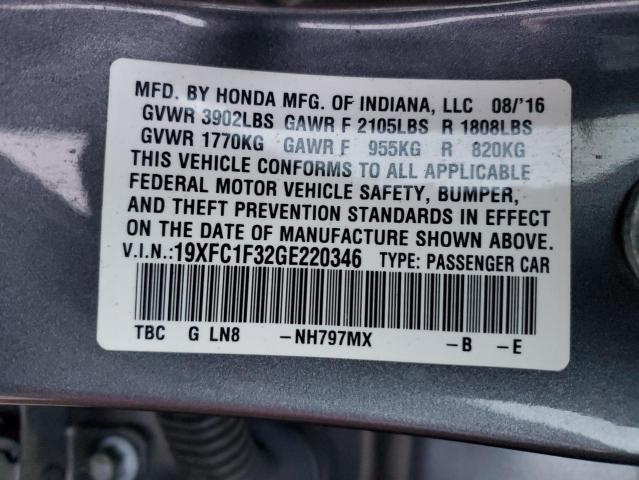 MFD. BY HONDA MFG. OF INDIANA, LLC 08/'16
GVWR 3902LBS GAWR F 2105LBS R 1808LBS
GVWR 1770KG GAWR F 955KG R 820KG
THIS VEHICLE CONFORMS TO ALL APPLICABLE
FEDERAL MOTOR VEHICLE SAFETY, BUMPER,
AND THEFT PREVENTION STANDARDS IN EFFECT
ON THE DATE OF MANUFACTURE SHOWN ABOVE.
V.I.N.:19XFC1F32GE220346 TYPE: PASSENGER CAR
TBC G LN8 -NH797MX -B -E